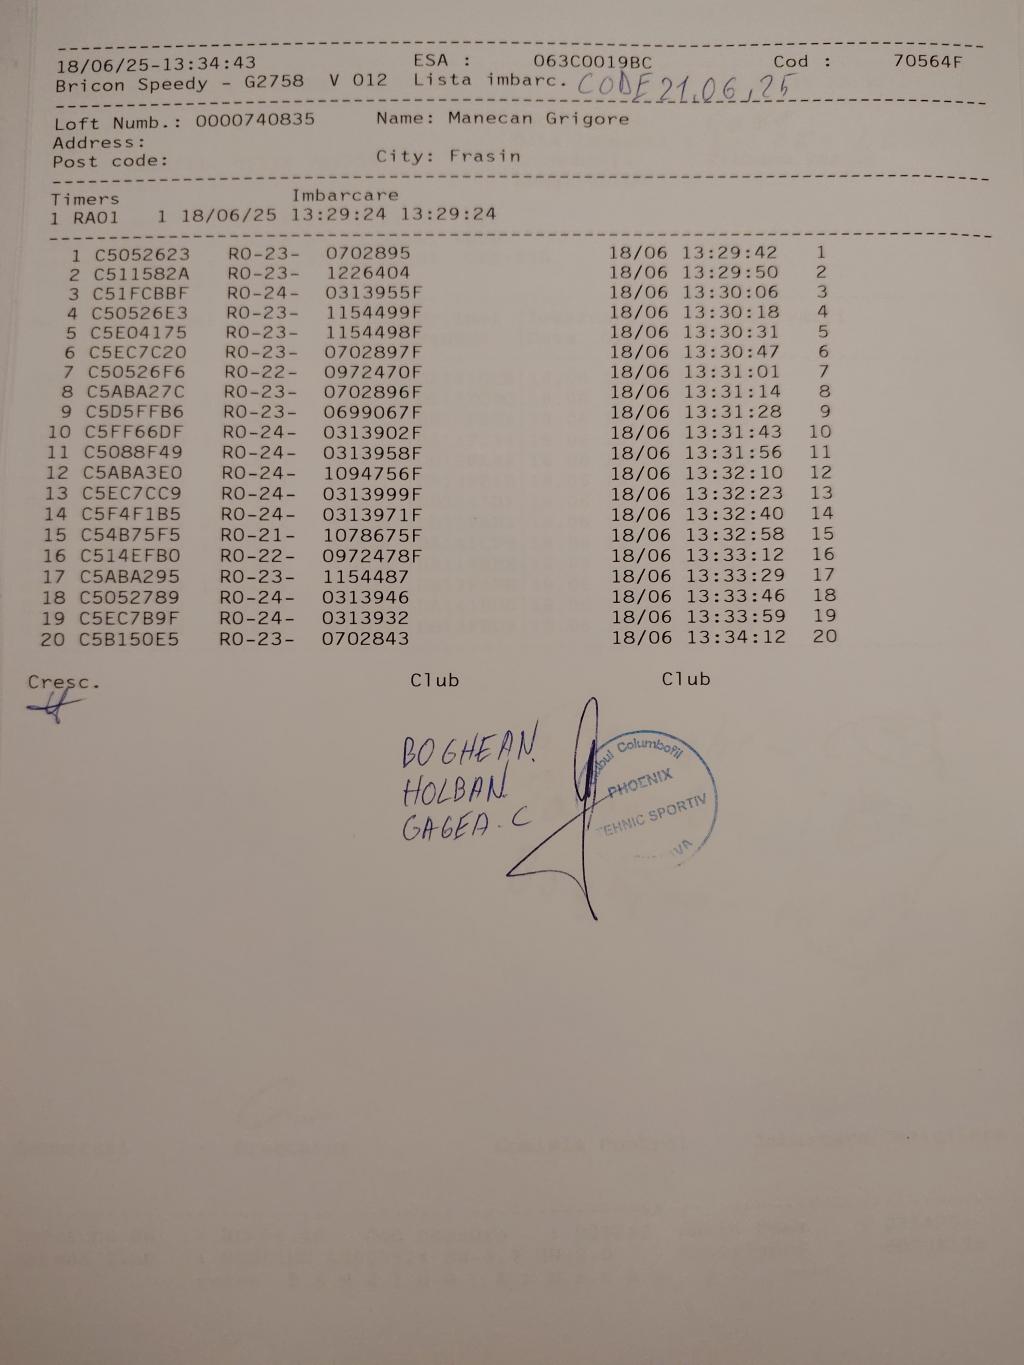 18/06/25-13:34:43 ESA : 063C0019BC Cod : 70564F
Bricon Speedy - G2758 V 012 Lista imbarc. CODE 21.06.25
Loft Numb.: 0000740835 Name: Manecan Grigore
Address:
Post code: City: Frasin
Timers Imbarcare
1 RA01 1 18/06/25 13:29:24 13:29:24
1 C5052623 RO-23- 0702895 18/06 13:29:42 1
2 C511582A RO-23- 1226404 18/06 13:29:50 2
3 C51FCBBF RO-24- 0313955F 18/06 13:30:06 3
4 C50526E3 RO-23- 1154499F 18/06 13:30:18 4
5 C5E04175 RO-23- 1154498F 18/06 13:30:31 5
6 C5EC7C20 RO-23- 0702897F 18/06 13:30:47 6
7 C50526F6 RO-22- 0972470F 18/06 13:31:01 7
8 C5ABA27C RO-23- 0702896F 18/06 13:31:14 8
9 C5D5FFB6 RO-23- 0699067F 18/06 13:31:28 9
10 C5FF66DF RO-24- 0313902F 18/06 13:31:43 10
11 C5088F49 RO-24- 0313958F 18/06 13:31:56 11
12 C5ABA3E0 RO-24- 1094756F 18/06 13:32:10 12
13 C5EC7CC9 RO-24- 0313999F 18/06 13:32:23 13
14 C5F4F1B5 RO-24- 0313971F 18/06 13:32:40 14
15 C54B75F5 RO-21- 1078675F 18/06 13:32:58 15
16 C514EFB0 RO-22- 0972478F 18/06 13:33:12 16
17 C5ABA295 RO-23- 1154487 18/06 13:33:29 17
18 C5052789 RO-24- 0313946 18/06 13:33:46 18
19 C5EC7B9F RO-24- 0313932 18/06 13:33:59 19
20 C5B150E5 RO-23- 0702843 18/06 13:34:12 20
Cresc. Club Club
BOGHEAN
HOLBAN
GAGEA. C
Columbofil
PHOENIX
TEHNIC SPORTIV